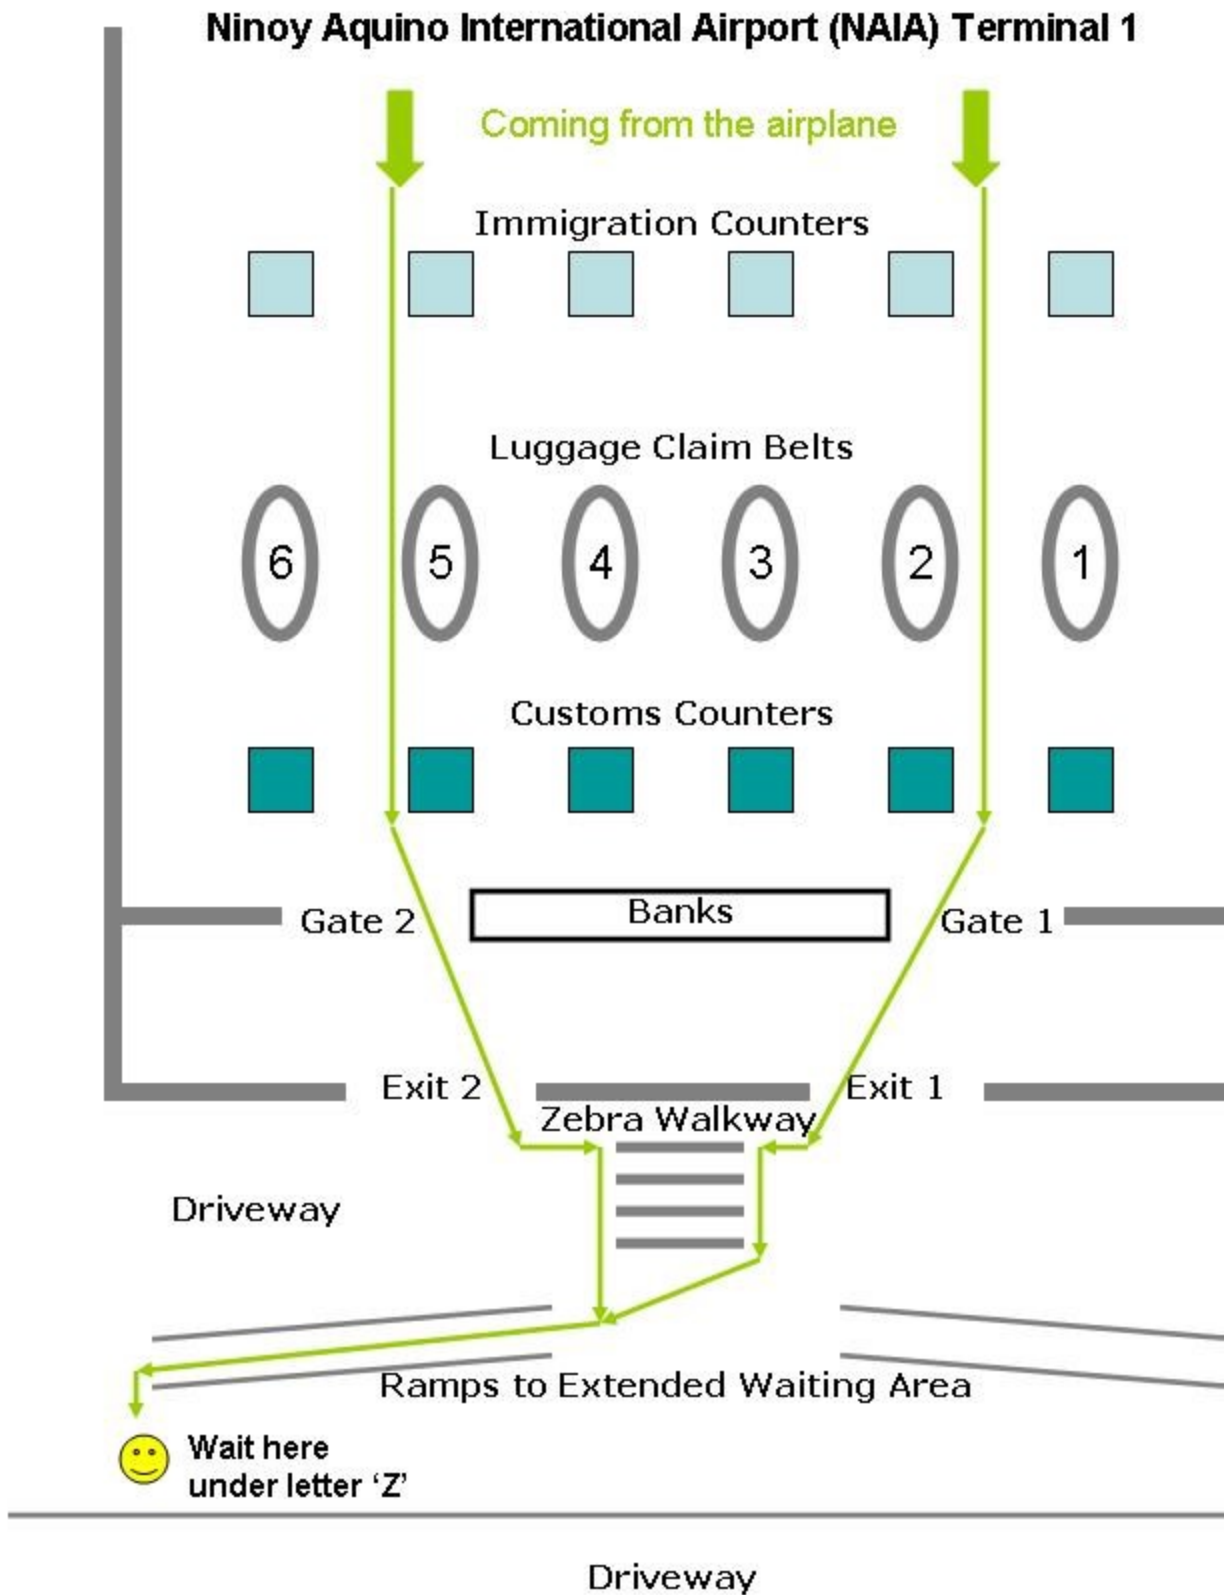 Ninoy Aquino International Airport (NAIA) Terminal 1
Coming from the airplane
Immigration Counters
Luggage Claim Belts
6 5 4 3 2 1
Customs Counters
Banks
Gate 2 Gate 1
Exit 2 Exit 1
Zebra Walkway
Driveway
Ramps to Extended Waiting Area
Wait here
under letter ‘Z’
Driveway